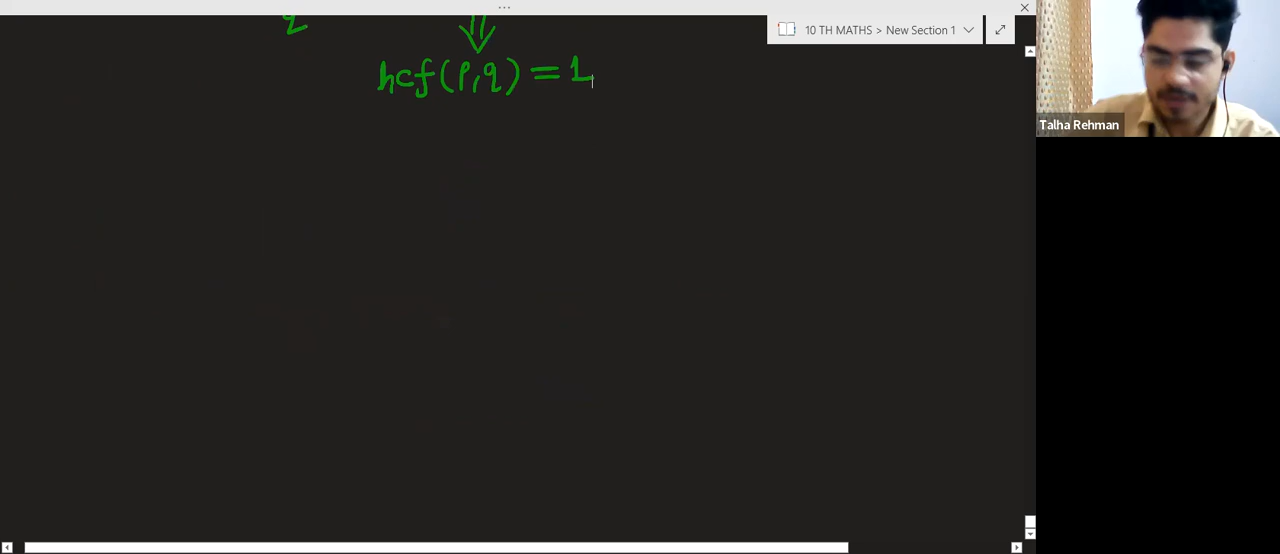 q
10 TH MATHS > New Section 1
hcf(p,q) = 1
Talha Rehman